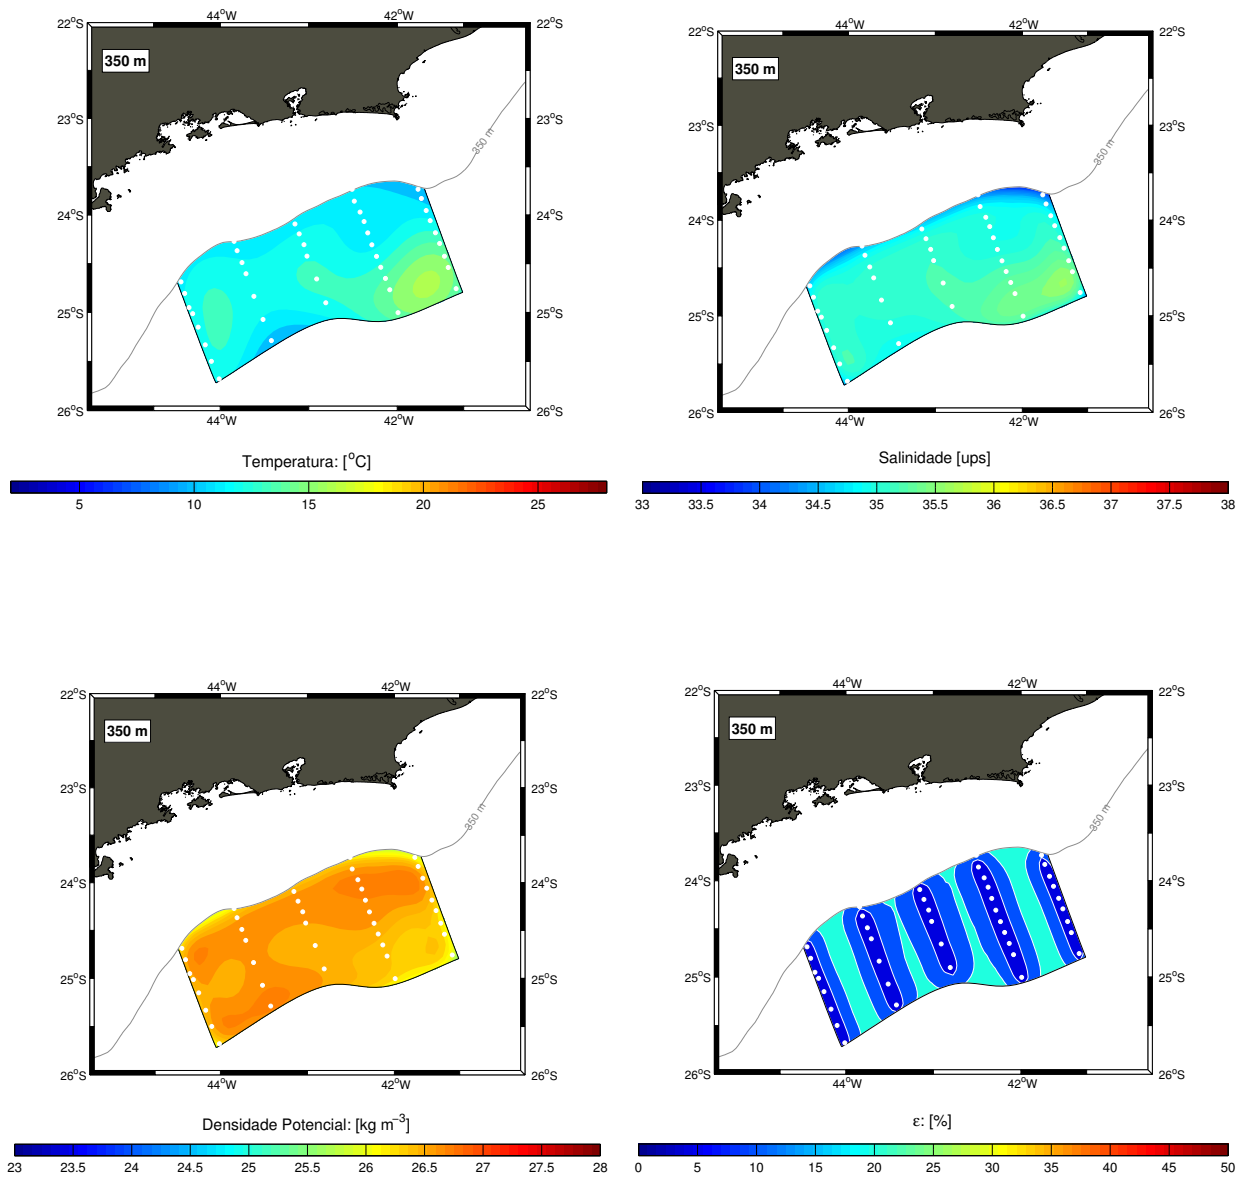 44°W 42°W
22°S 22°S
350 m
23°S 23°S
350 m
24°S 24°S
25°S 25°S
26°S 26°S
44°W 42°W
Temperatura: [°C]
5 10 15 20 25
44°W 42°W
22°S 22°S
350 m
23°S 23°S
350 m
24°S 24°S
25°S 25°S
26°S 26°S
44°W 42°W
Salinidade [ups]
33 33.5 34 34.5 35 35.5 36 36.5 37 37.5 38
44°W 42°W
22°S 22°S
350 m
23°S 23°S
350 m
24°S 24°S
25°S 25°S
26°S 26°S
44°W 42°W
Densidade Potencial: [kg m⁻³]
23 23.5 24 24.5 25 25.5 26 26.5 27 27.5 28
44°W 42°W
22°S 22°S
350 m
23°S 23°S
350 m
24°S 24°S
25°S 25°S
26°S 26°S
44°W 42°W
ε: [%]
0 5 10 15 20 25 30 35 40 45 50